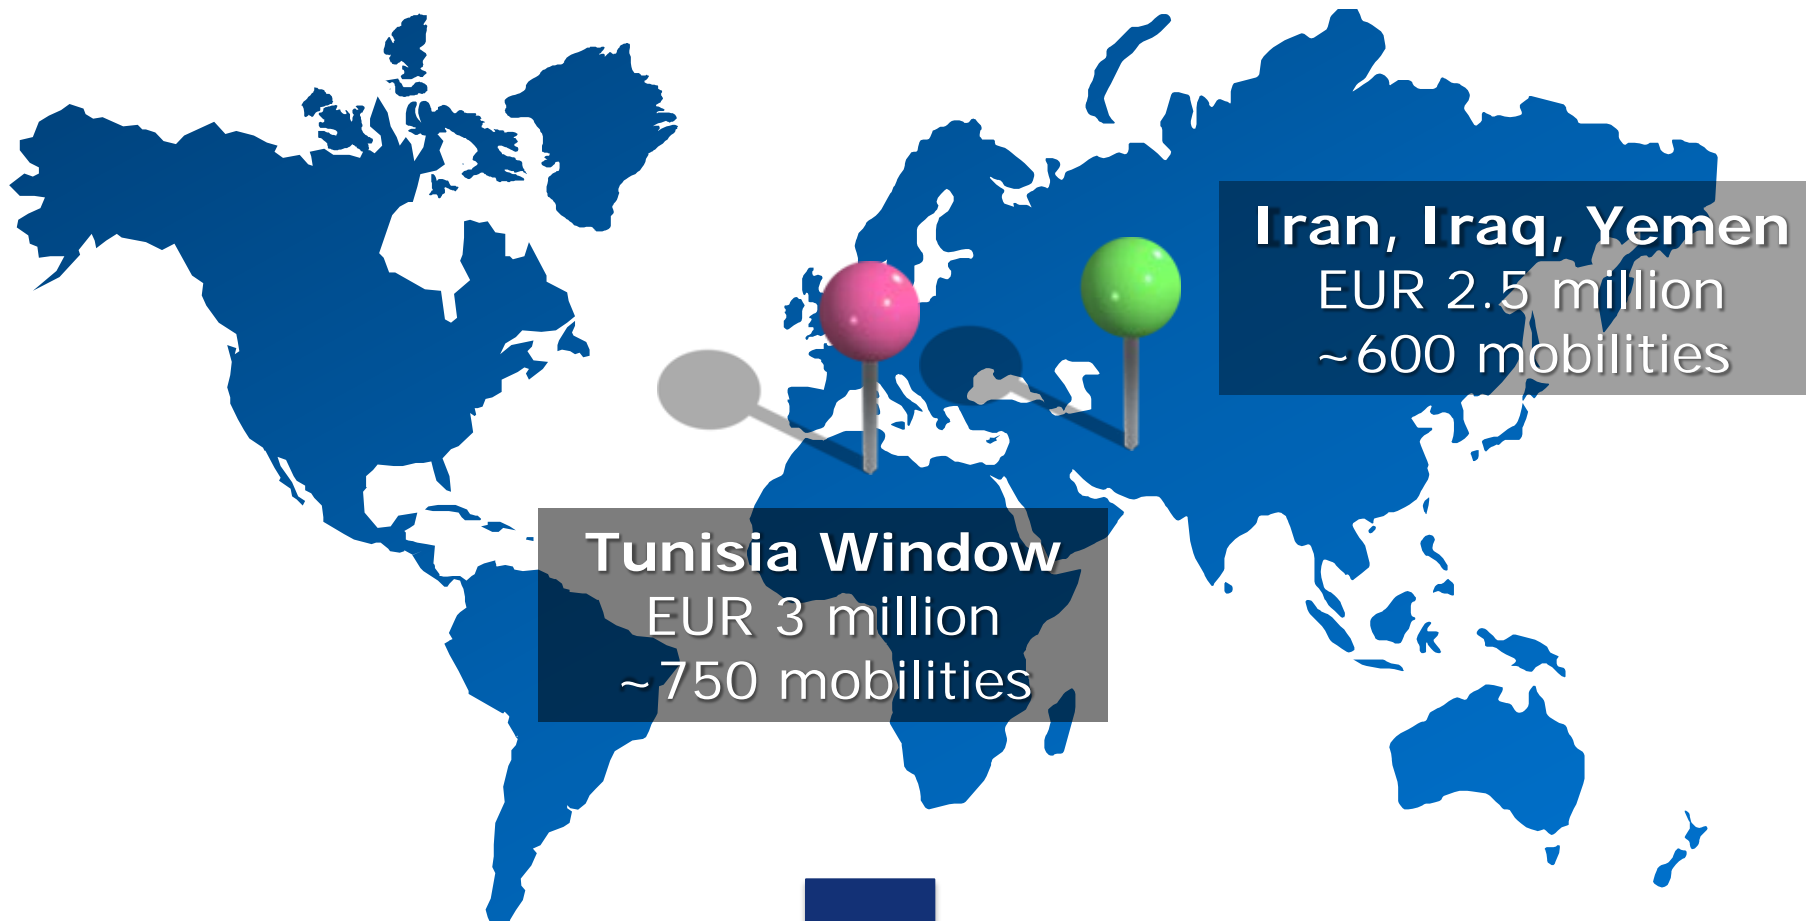 Iran, Iraq, Yemen
EUR 2.5 million
~600 mobilities
Tunisia Window
EUR 3 million
~750 mobilities